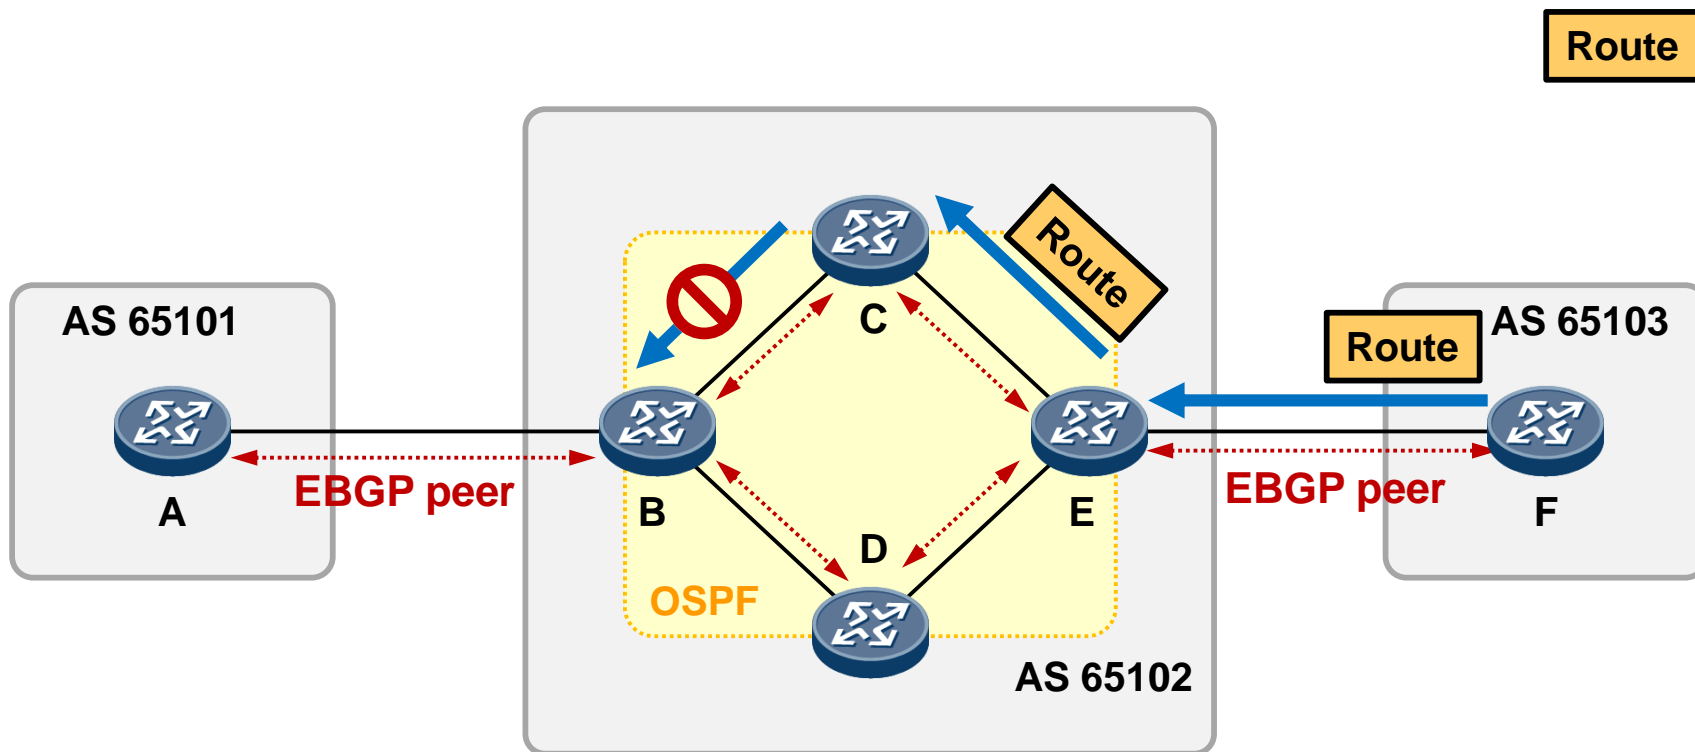 Route
Route
AS 65101
C
Route
AS 65103
EBGP peer
EBGP peer
A
B
E
F
D
OSPF
AS 65102